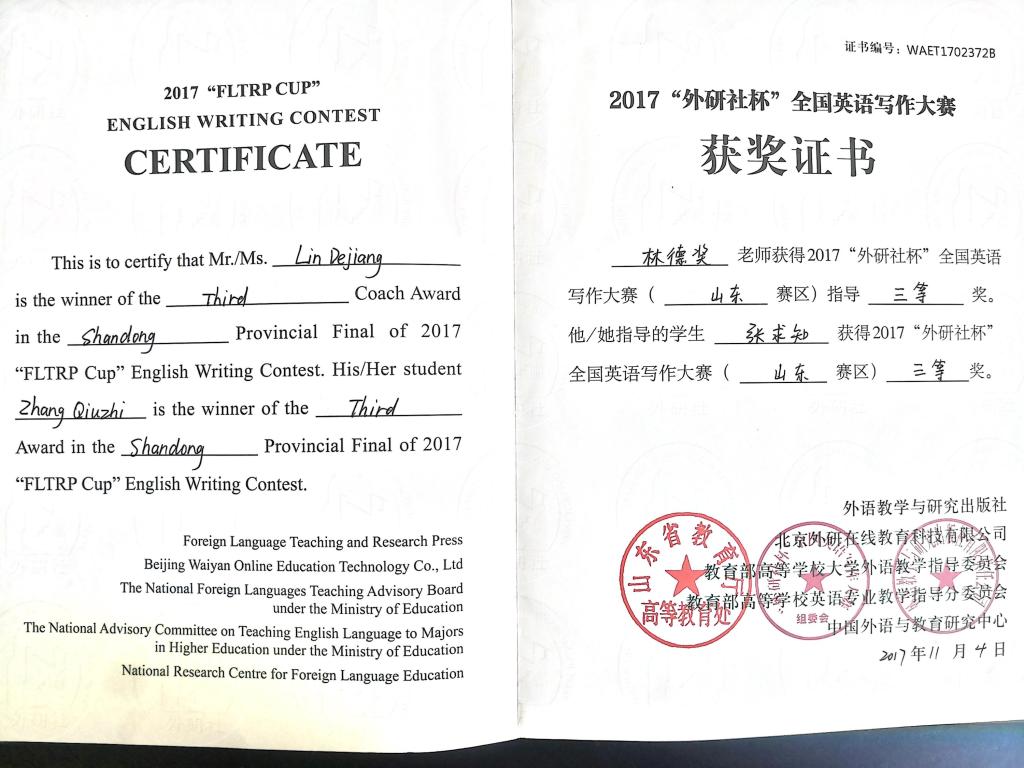 2017 “FLTRP CUP”
ENGLISH WRITING CONTEST
CERTIFICATE
This is to certify that Mr./Ms. Lin Dejiang
is the winner of the Third Coach Award
in the Shandong Provincial Final of 2017
“FLTRP Cup” English Writing Contest. His/Her student
Zhang Qiuzhi is the winner of the Third
Award in the Shandong Provincial Final of 2017
“FLTRP Cup” English Writing Contest.
Foreign Language Teaching and Research Press
Beijing Waiyan Online Education Technology Co., Ltd
The National Foreign Languages Teaching Advisory Board
under the Ministry of Education
The National Advisory Committee on Teaching English Language to Majors
in Higher Education under the Ministry of Education
National Research Centre for Foreign Language Education
证书编号：WAET1702372B
2017“外研社杯”全国英语写作大赛
获奖证书
林德奖 老师获得2017“外研社杯”全国英语
写作大赛（ 山东 赛区）指导 三等 奖。
他/她指导的学生 张求知 获得2017“外研社杯”
全国英语写作大赛（ 山东 赛区） 三等 奖。
外语教学与研究出版社
北京外研在线教育科技有限公司
教育部高等学校大学外语教学指导委员会
教育部高等学校英语专业教学指导分委员会
中国外语与教育研究中心
2017年11月4日
山东省教育厅
高等教育处
组委会